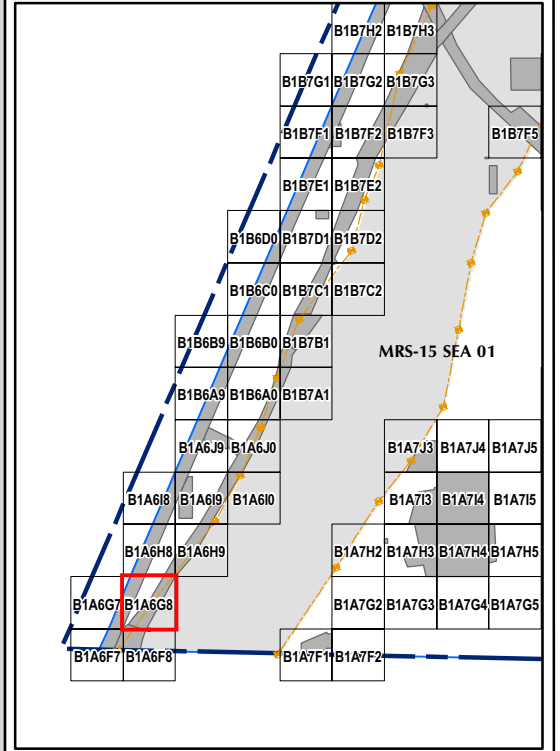 B1B7H2 B1B7H3
B1B7G1 B1B7G2 B1B7G3
B1B7F1 B1B7F2 B1B7F3 B1B7F5
B1B7E1 B1B7E2
B1B6D0 B1B7D1 B1B7D2
B1B6C0 B1B7C1 B1B7C2
B1B6B9 B1B6B0 B1B7B1
MRS-15 SEA 01
B1B6A9 B1B6A0 B1B7A1
B1A6J9 B1A6J0 B1A7J3 B1A7J4 B1A7J5
B1A6I8 B1A6I9 B1A6I0 B1A7I3 B1A7I4 B1A7I5
B1A6H8 B1A6H9 B1A7H2 B1A7H3 B1A7H4 B1A7H5
B1A6G7 B1A6G8 B1A7G2 B1A7G3 B1A7G4 B1A7G5
B1A6F7 B1A6F8 B1A7F1 B1A7F2